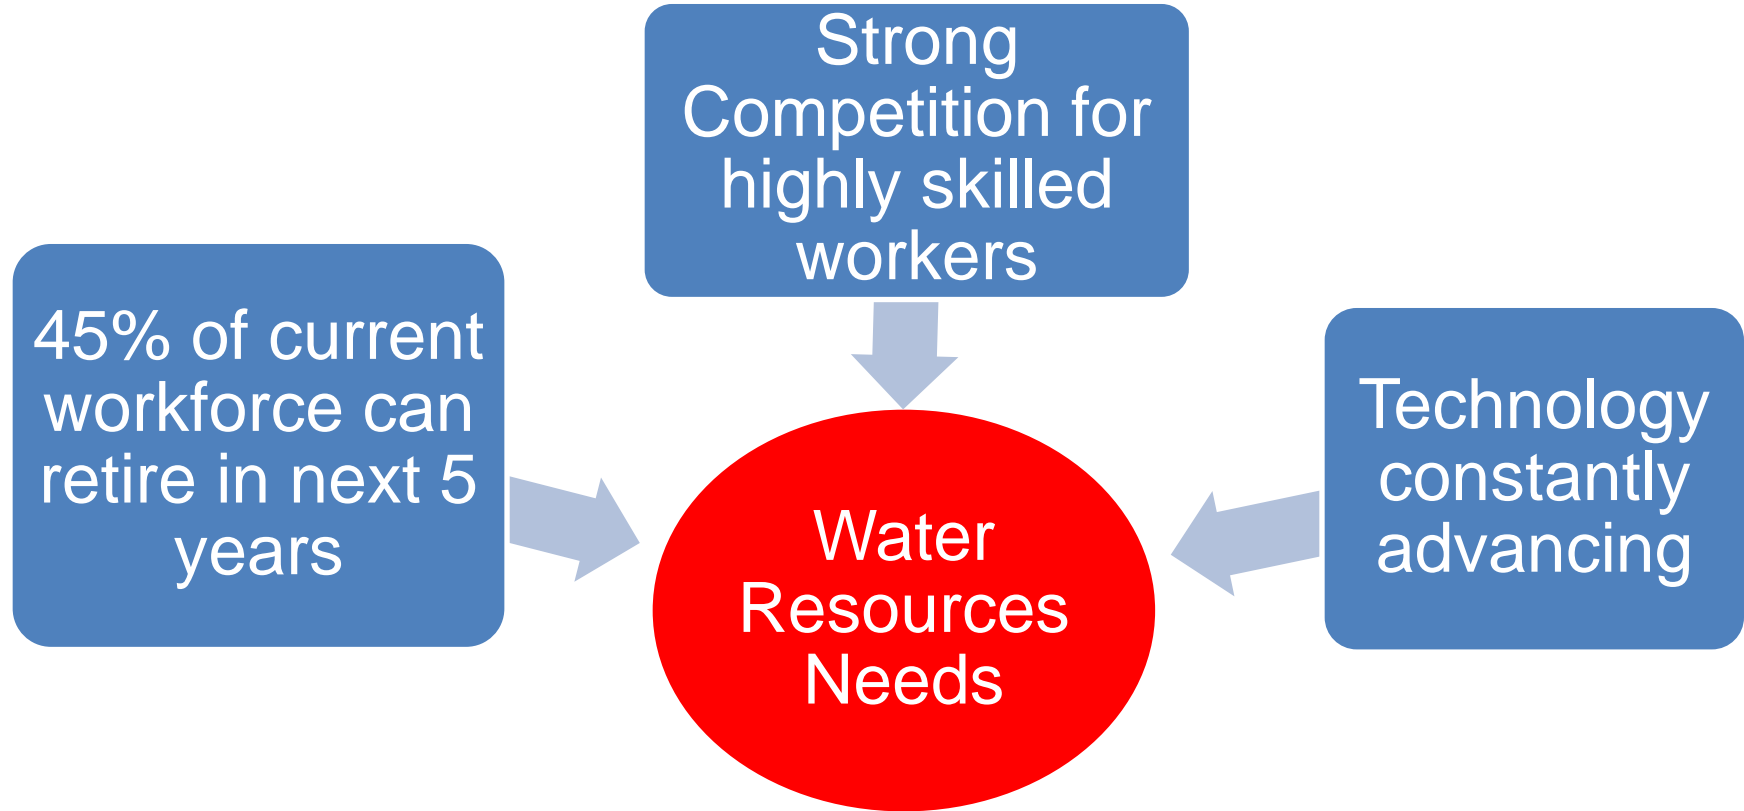 Strong
Competition for
highly skilled
workers
45% of current
workforce can
retire in next 5
years
Technology
constantly
advancing
Water
Resources
Needs